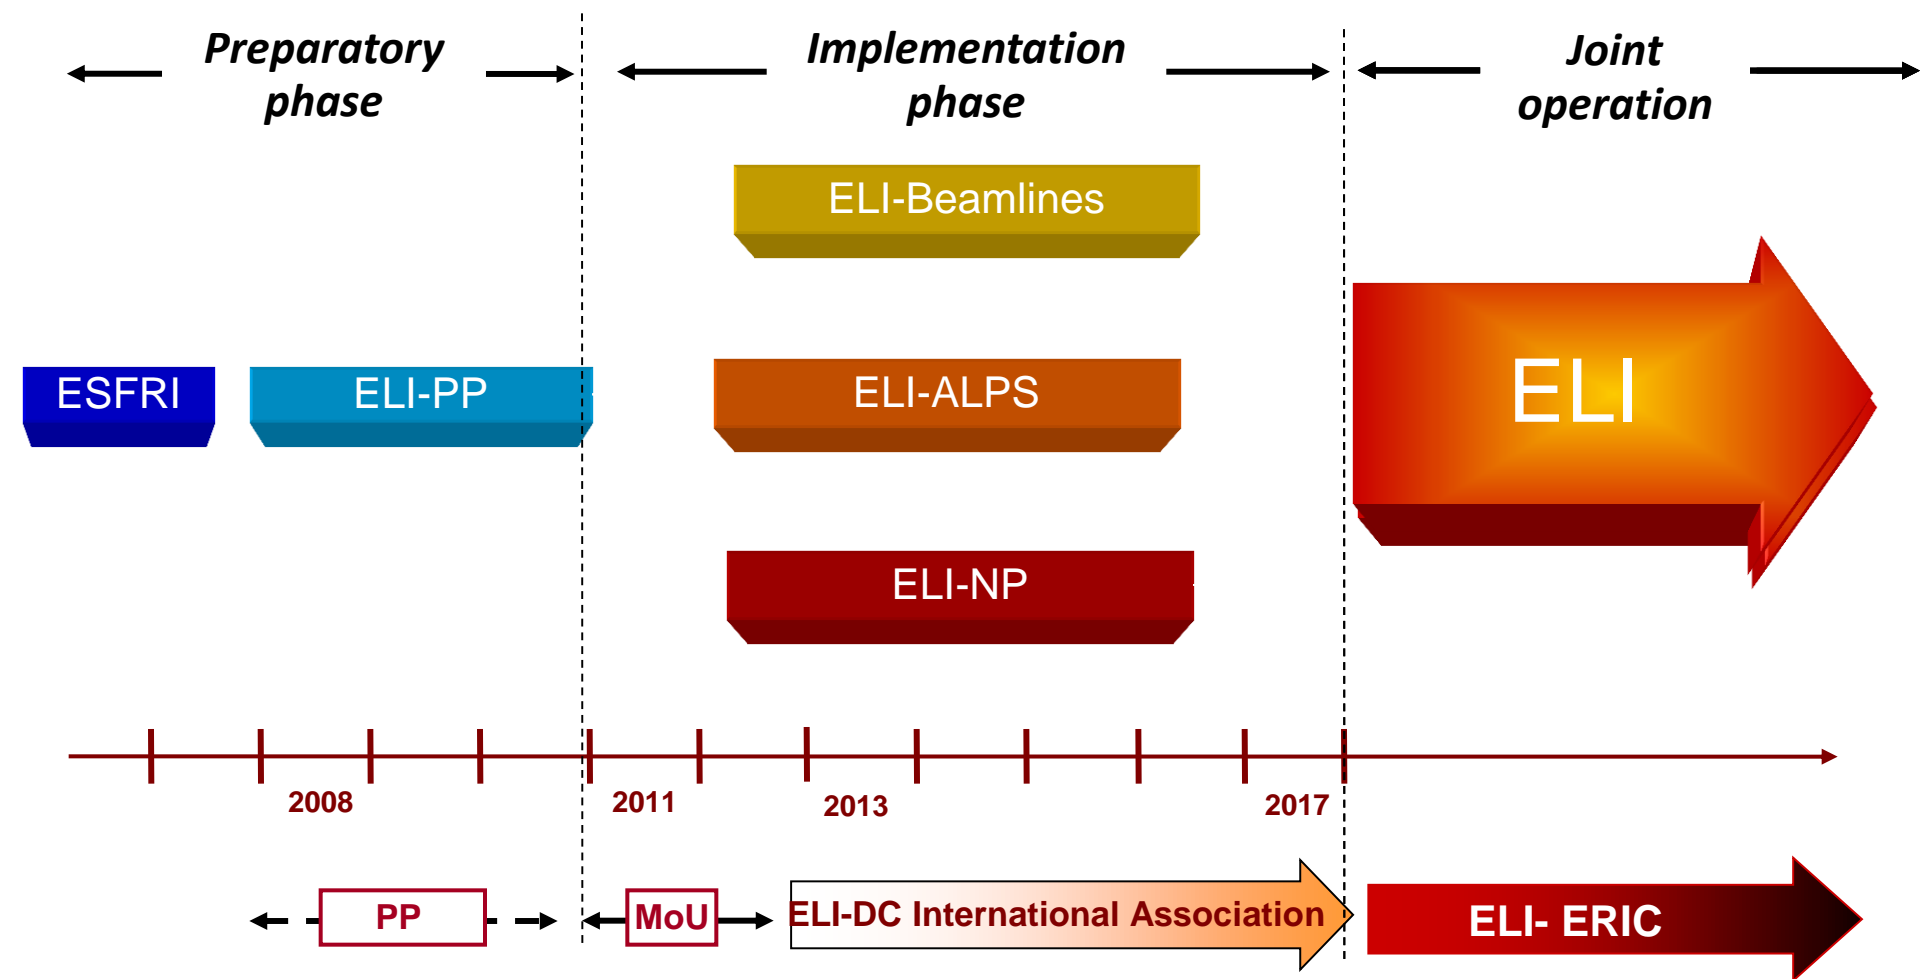 Preparatory
phase
Implementation
phase
Joint
operation
ELI-Beamlines
ESFRI
ELI-PP
ELI-ALPS
ELI
ELI-NP
2008
2011
2013
2017
PP
MoU
ELI-DC International Association
ELI- ERIC